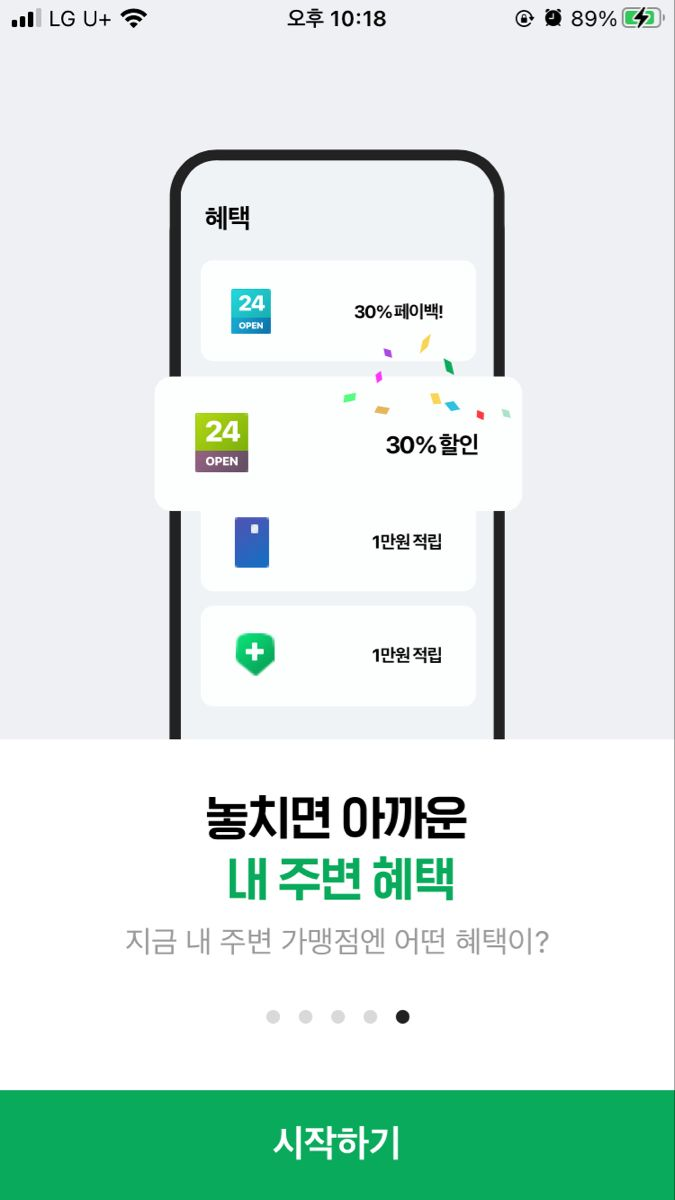 LG U+ 오후 10:18 89%
혜택
24
OPEN
30% 페이백!
24
OPEN
30% 할인
1만원 적립
1만원 적립
놓치면 아까운
내 주변 혜택
지금 내 주변 가맹점엔 어떤 혜택이?
시작하기